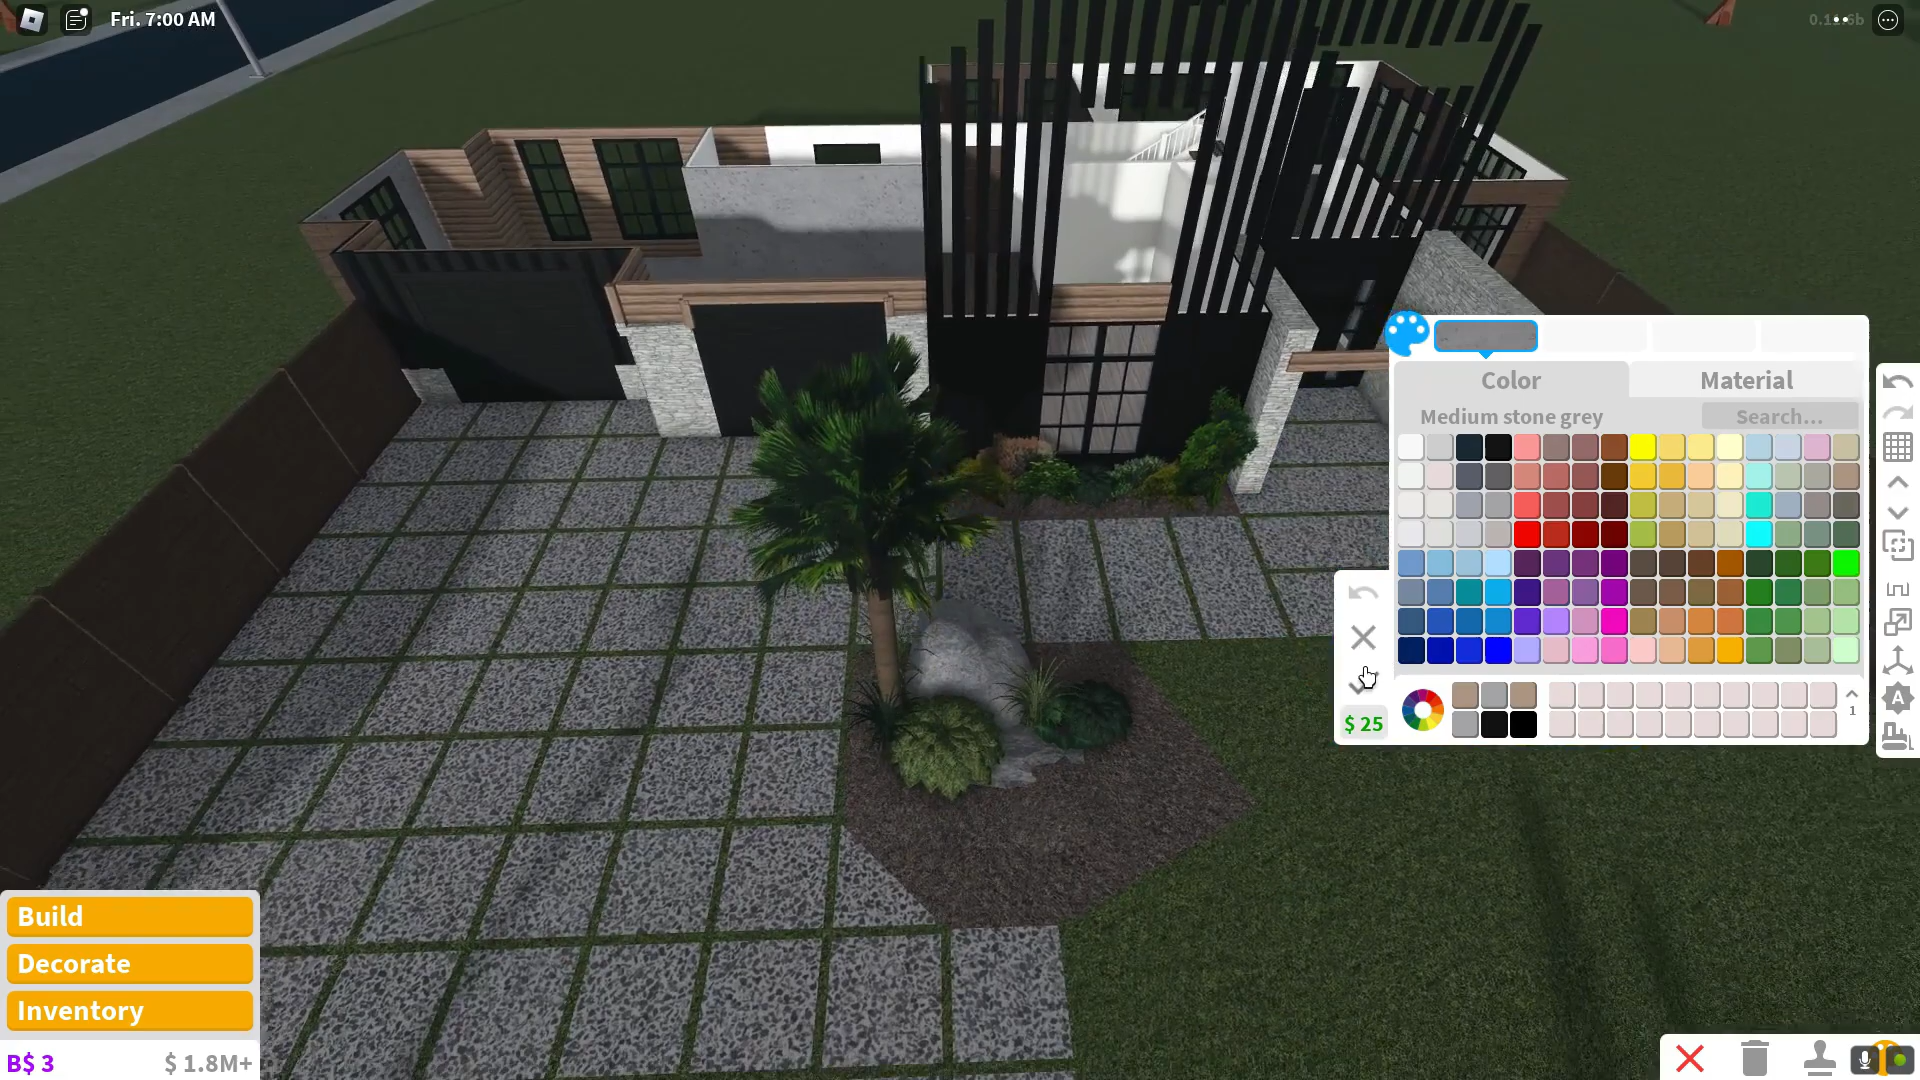 Fri. 7:00 AM
Color
Material
Medium stone grey
Search...
1
$ 25
A
Build
Decorate
Inventory
B$ 3
$ 1.8M+